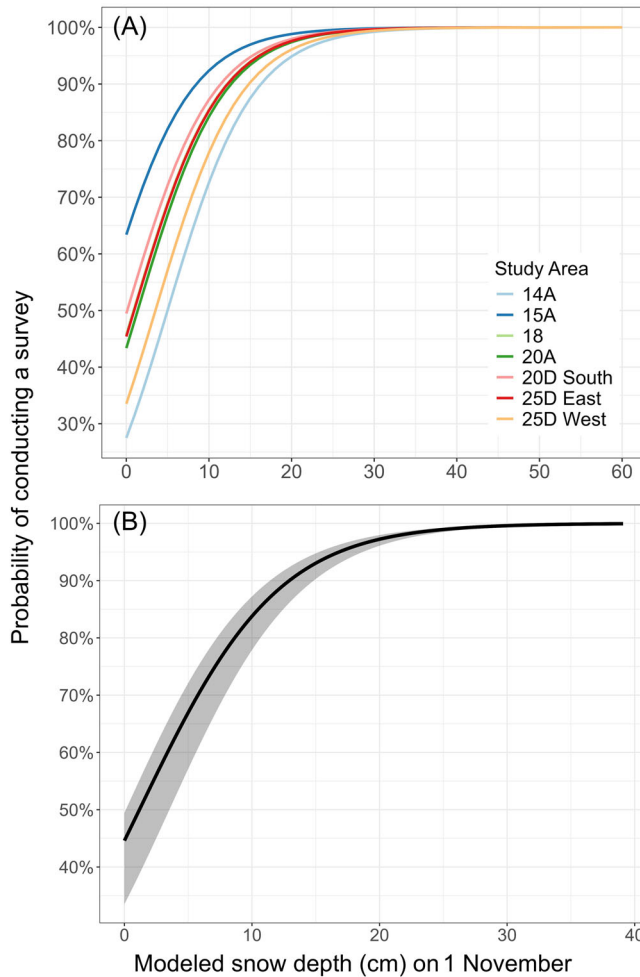 (A)
100%
100%
90%
80%
70%
60%
50%
40%
30%
0
10
20
30
40
50
60
Study Area
14A
15A
18
20A
20D South
25D East
25D West
Probability of conducting a survey
(B)
100%
90%
80%
70%
60%
50%
40%
0
10
20
30
40
Modeled snow depth (cm) on 1 November